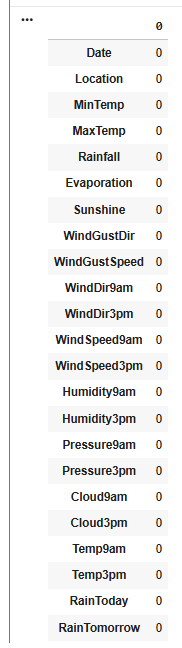 ...
0
Date 0
Location 0
MinTemp 0
MaxTemp 0
Rainfall 0
Evaporation 0
Sunshine 0
WindGustDir 0
WindGustSpeed 0
WindDir9am 0
WindDir3pm 0
WindSpeed9am 0
WindSpeed3pm 0
Humidity9am 0
Humidity3pm 0
Pressure9am 0
Pressure3pm 0
Cloud9am 0
Cloud3pm 0
Temp9am 0
Temp3pm 0
RainToday 0
RainTomorrow 0